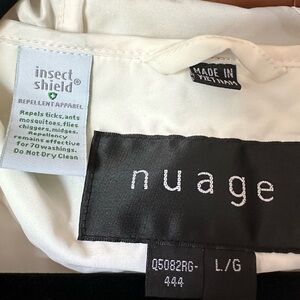 insect
shield®
REPELLENT APPAREL
Repels ticks, ants
mosquitoes, flies
chiggers, midges.
Repellency
remains effective
for 70 washings.
Do Not Dry Clean
MADE IN
VIETNAM
nuage
Q5082RG-
444
L/G